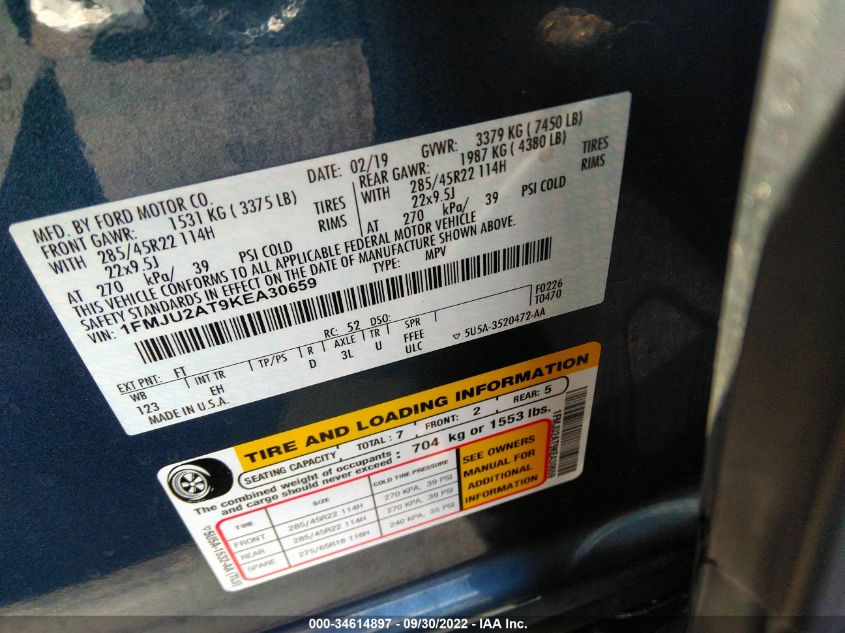 MFD. BY FORD MOTOR CO.
DATE: 02/19 GVWR: 3379 KG ( 7450 LB)
FRONT GAWR: 1531 KG ( 3375 LB)
REAR GAWR: 1987 KG ( 4380 LB)
WITH 285/45R22 114H TIRES
WITH 285/45R22 114H TIRES
22x9.5J RIMS
22x9.5J RIMS
AT 270 kPa/ 39 PSI COLD
AT 270 kPa/ 39 PSI COLD
THIS VEHICLE CONFORMS TO ALL APPLICABLE FEDERAL MOTOR VEHICLE
SAFETY STANDARDS IN EFFECT ON THE DATE OF MANUFACTURE SHOWN ABOVE.
VIN: 1FMJU2AT9KEA30659 TYPE: MPV
F0226
T0470
EXT PNT: FT RC: 52 DSO:
WB INT TR TP/PS R AXLE TR SPR
123 EH D 3L U FFEE
ULC
MADE IN U.S.A. ▽5U5A-3520472-AA
TIRE AND LOADING INFORMATION
SEATING CAPACITY TOTAL : 7 FRONT: 2 REAR: 5
The combined weight of occupants
and cargo should never exceed : 704 kg or 1553 lbs.
TIRE SIZE COLD TIRE PRESSURE
FRONT 285/45R22 114H 270 KPA, 39 PSI
REAR 285/45R22 114H 270 KPA, 39 PSI
SPARE 275/65R18 116H 240 KPA, 35 PSI
SEE OWNERS
MANUAL FOR
ADDITIONAL
INFORMATION
000-34614897 - 09/30/2022 - IAA Inc.